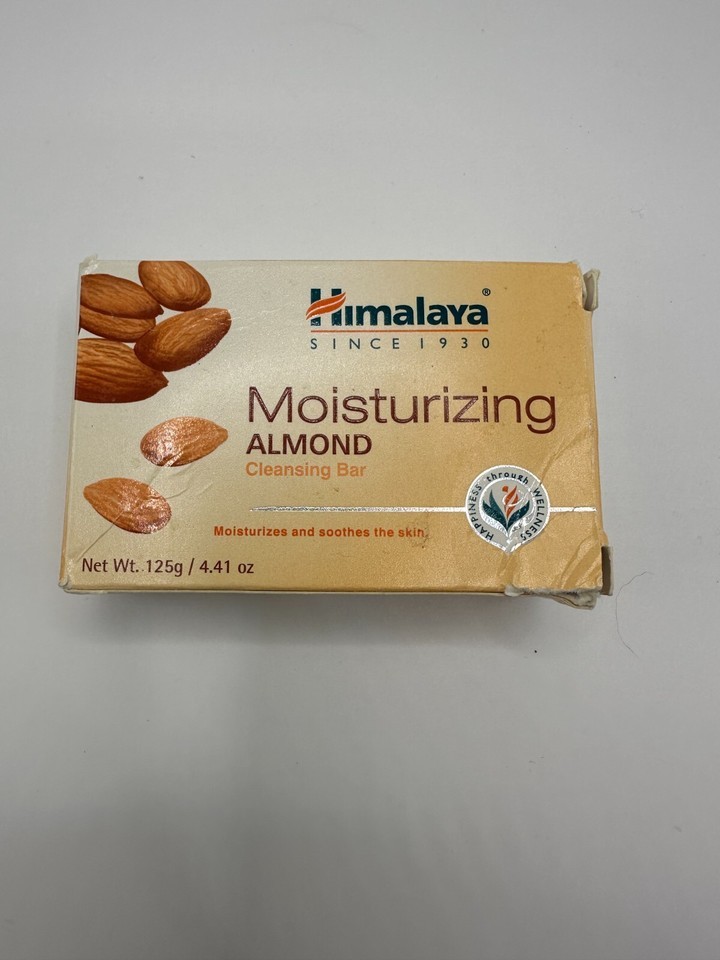 Himalaya®
SINCE 1930
Moisturizing
ALMOND
Cleansing Bar
HAPPINESS through WELLNESS
Moisturizes and soothes the skin.
Net Wt. 125g / 4.41 oz